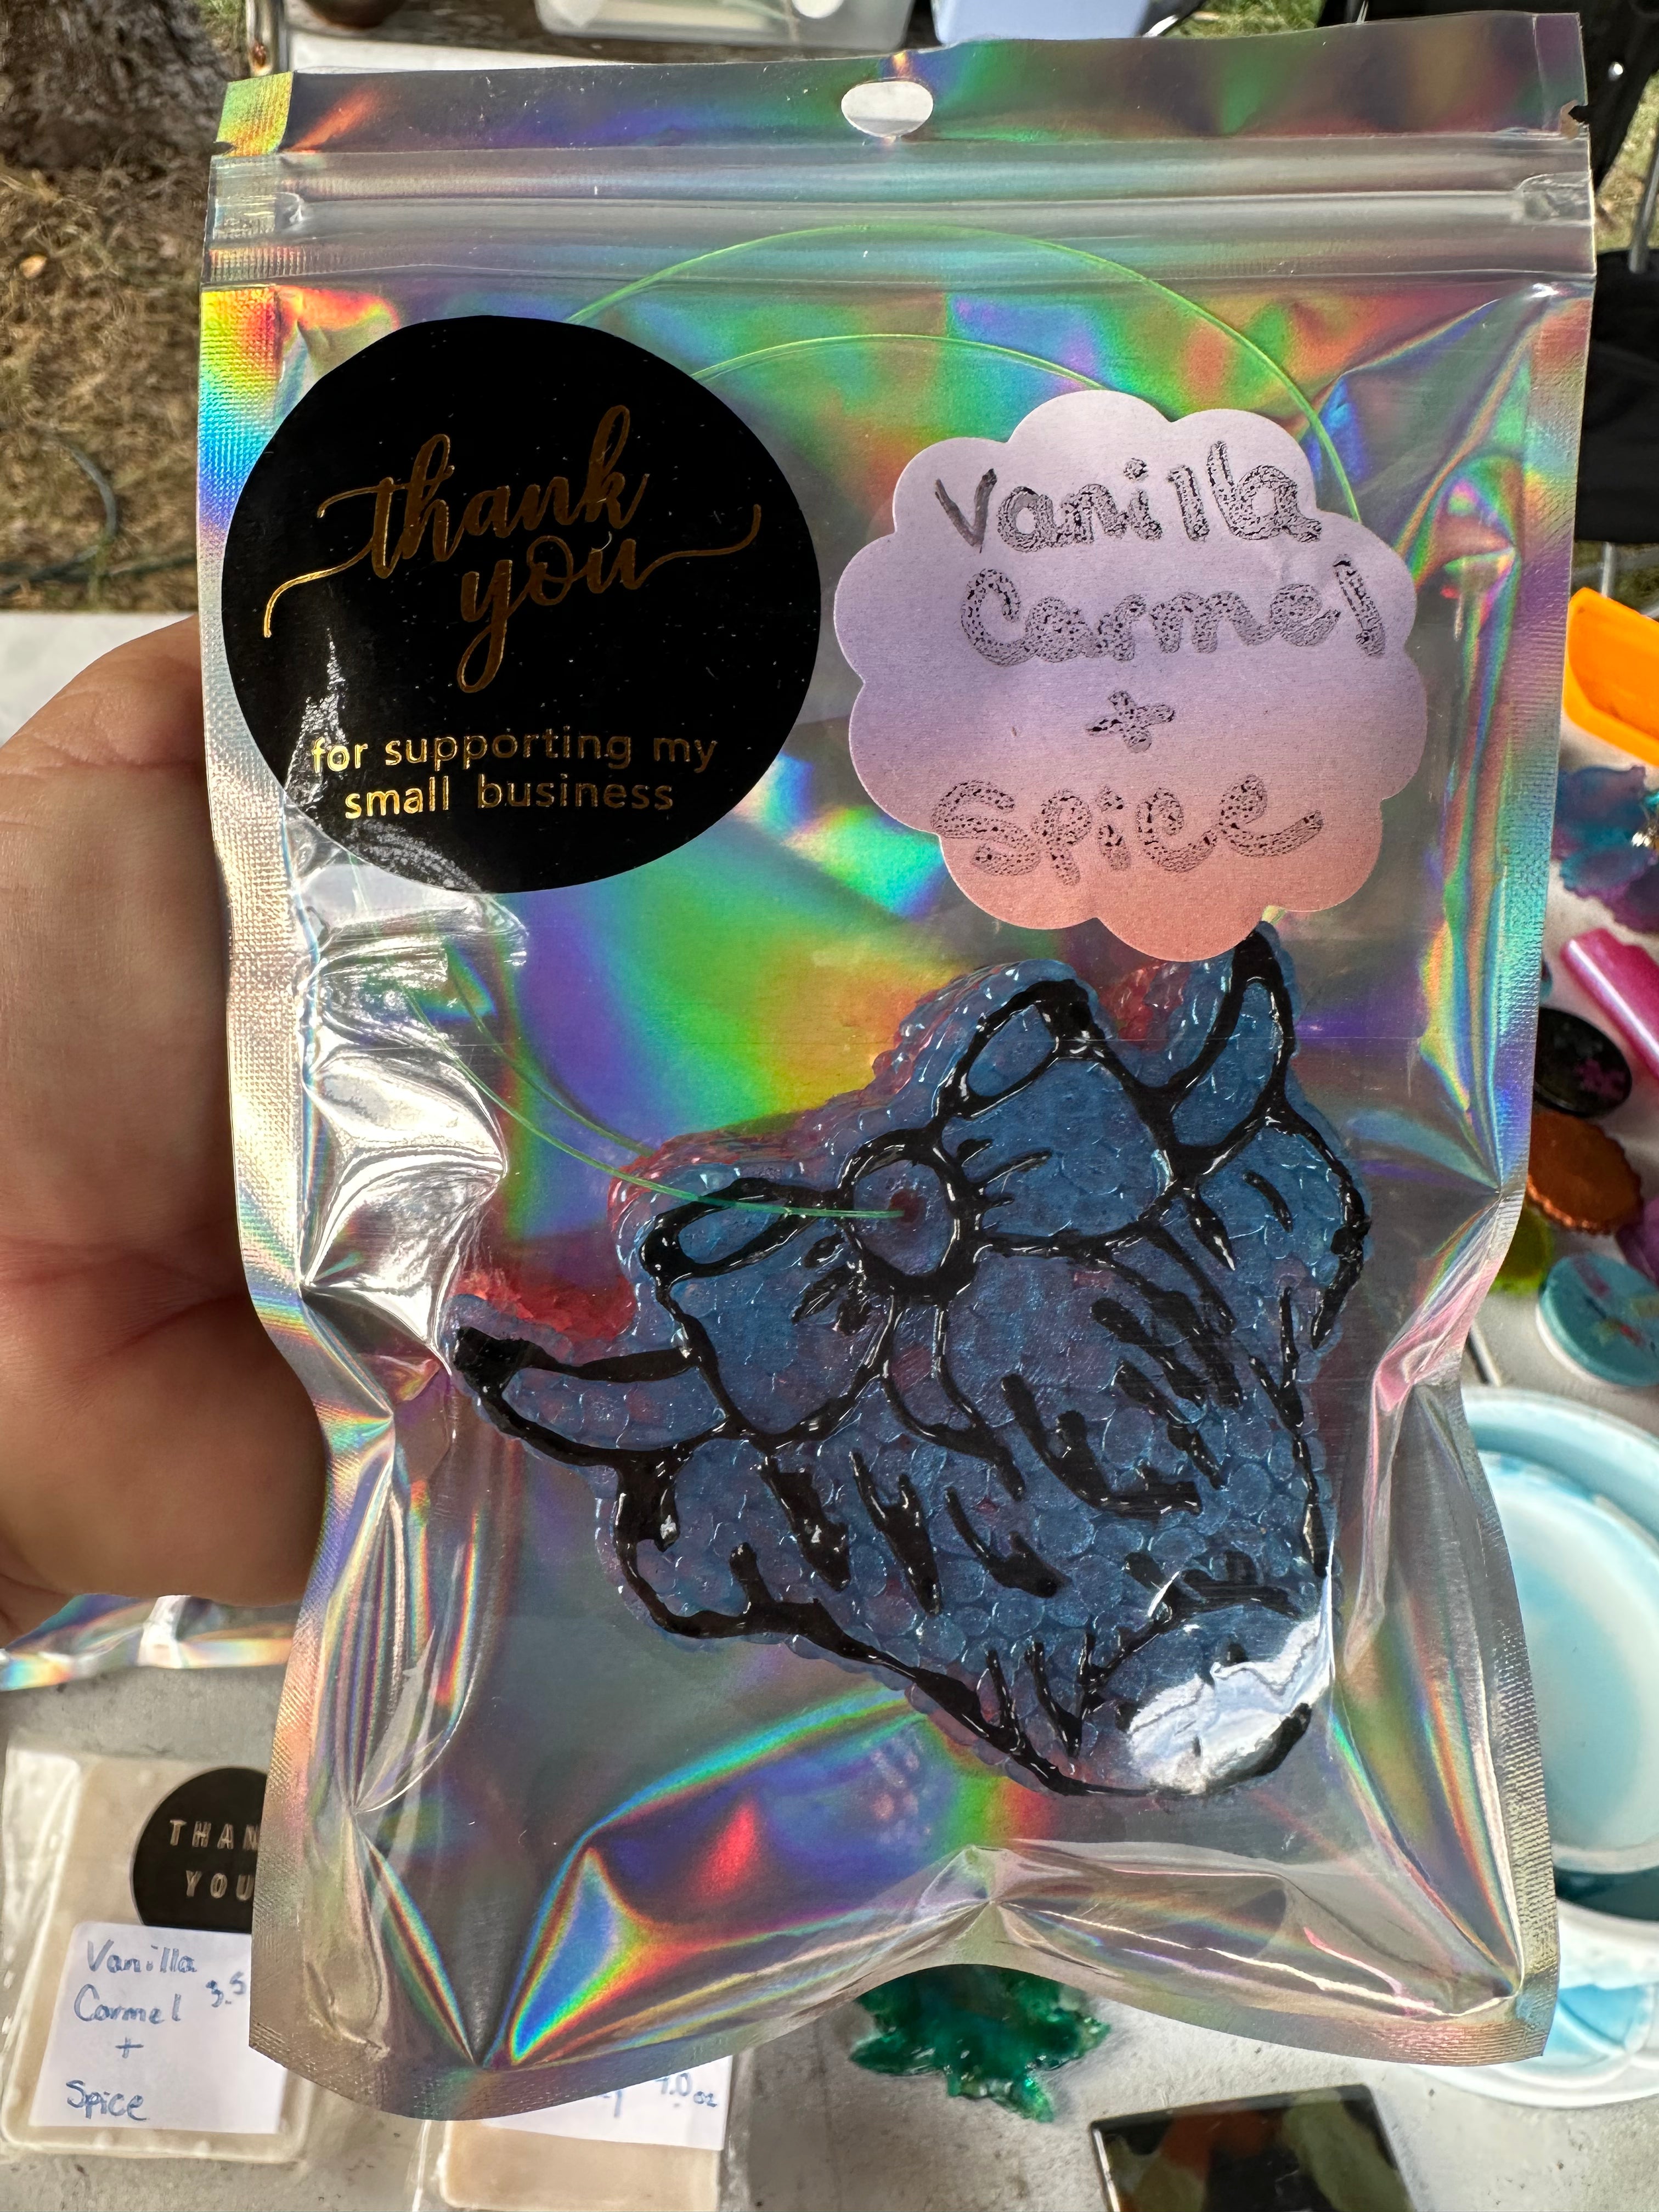 thank
you
for supporting my
small business
Vanilla
Carmel
+
Spice
THAN
YOU
Vanilla
Carmel 3.5
+
Spice
oz